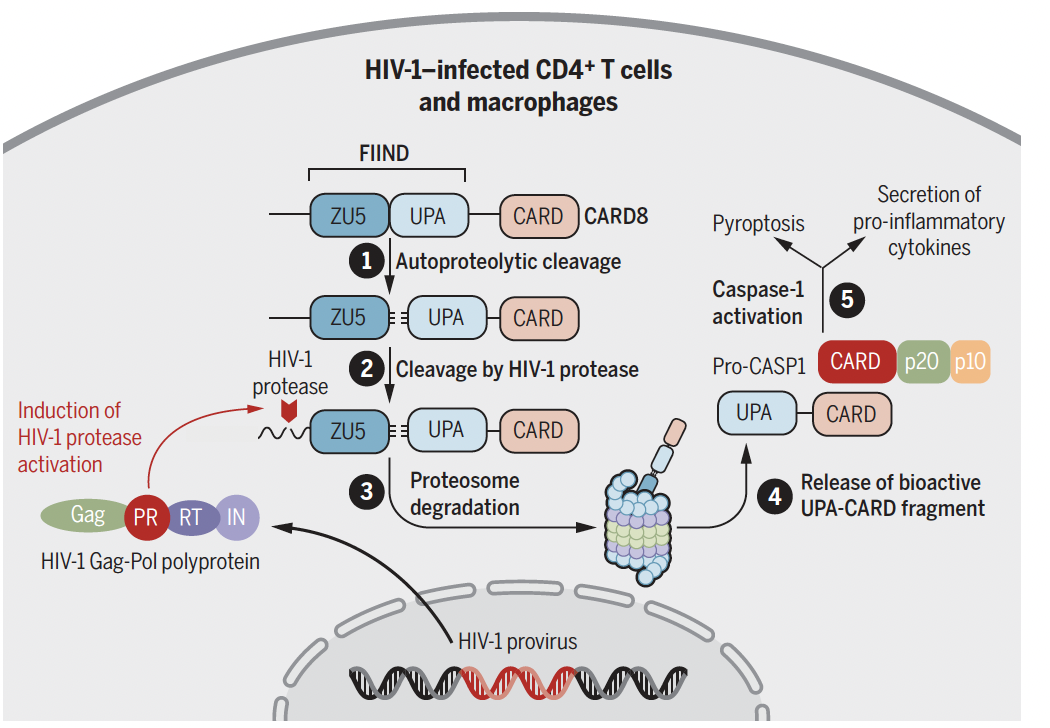 HIV-1–infected CD4+ T cells
and macrophages
FIIND
ZU5 UPA CARD CARD8
1 Autoproteolytic cleavage
ZU5 UPA CARD
HIV-1
protease
2 Cleavage by HIV-1 protease
ZU5 UPA CARD
Induction of
HIV-1 protease
activation
Gag PR RT IN
HIV-1 Gag-Pol polyprotein
3 Proteosome
degradation
4 Release of bioactive
UPA-CARD fragment
UPA CARD
Pro-CASP1 CARD p20 p10
Caspase-1
activation
5
Pyroptosis
Secretion of
pro-inflammatory
cytokines
HIV-1 provirus